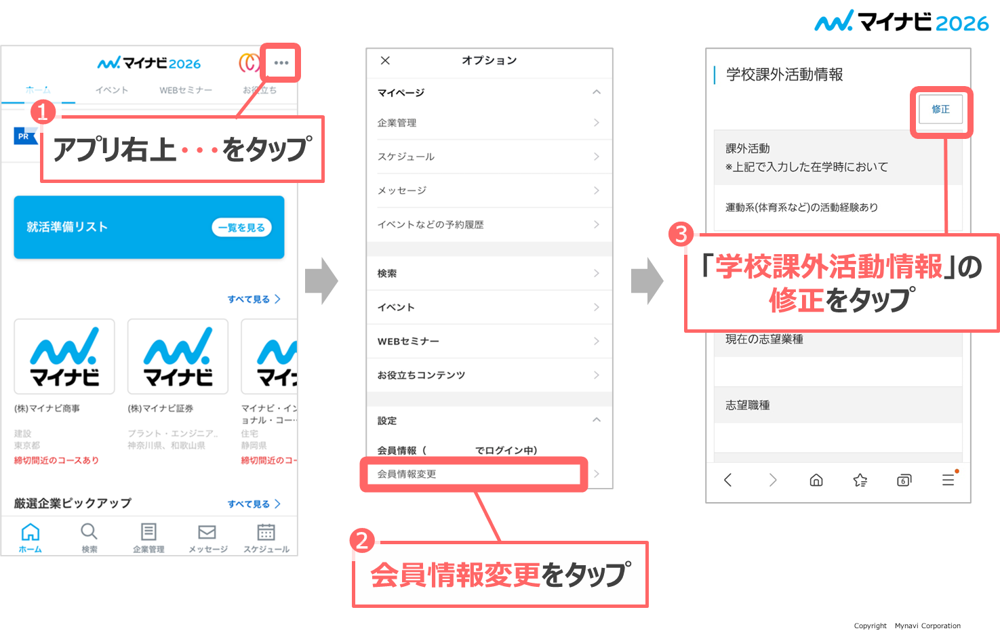 マイナビ2026
マイナビ2026
ホーム イベント WEBセミナー お役立ち
1
PR
アプリ右上・・・をタップ
就活準備リスト 一覧を見る
すべて見る
マイナビ
マイナビ
マイナ
(株)マイナビ商事
建設
東京都
締切間近のコースあり
(株)マイナビ証券
プラント・エンジニア..
神奈川県、和歌山県
マイナビ・イン
ョナル・コー…
住宅
静岡県
締切間近のコー
厳選企業ピックアップ すべて見る
ホーム 検索 企業管理 メッセージ スケジュール
オプション
マイページ
企業管理
スケジュール
メッセージ
イベントなどの予約履歴
検索
イベント
WEBセミナー
お役立ちコンテンツ
設定
会員情報 ( でログイン中)
会員情報変更
2
会員情報変更をタップ
学校課外活動情報
修正
課外活動
※上記で入力した在学時において
運動系(体育系など)の活動経験あり
3
「学校課外活動情報」の
修正をタップ
現在の志望業種
志望職種
6
Copyright Mynavi Corporation